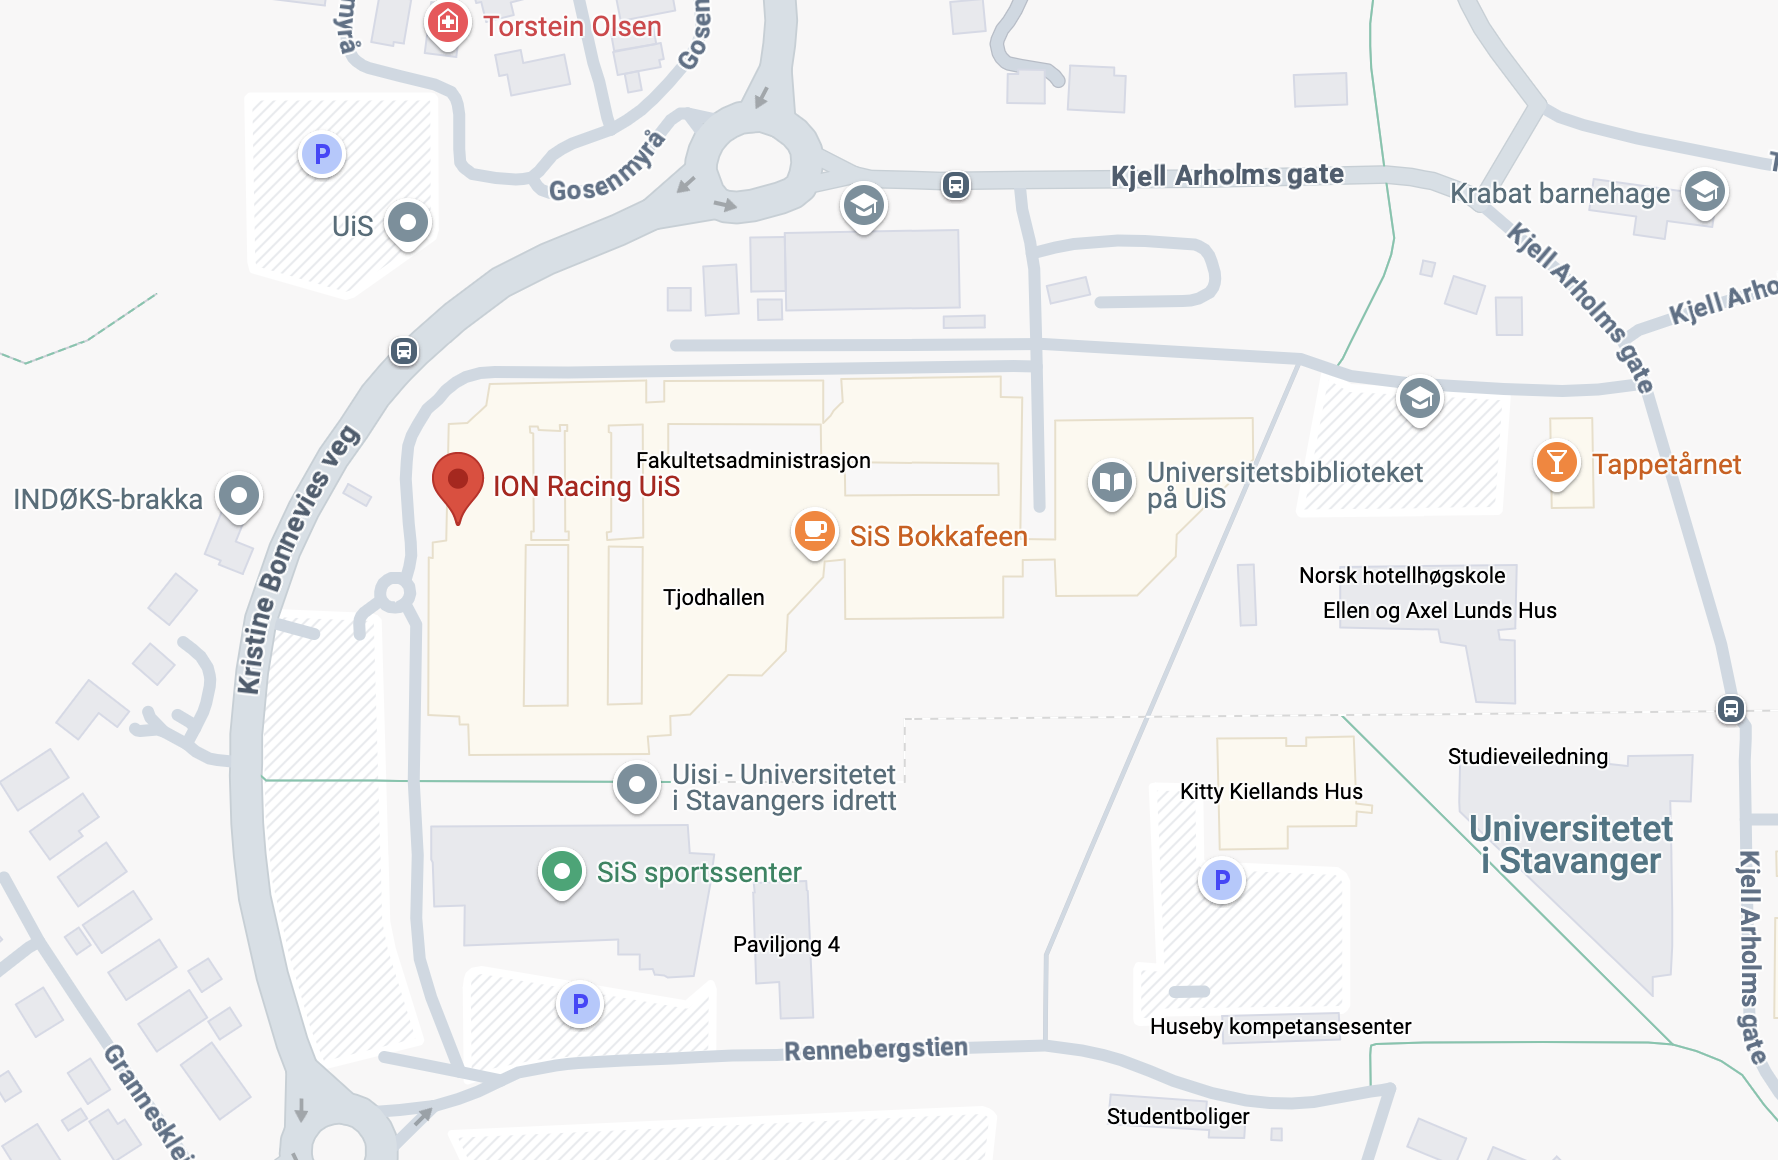 myrå
Torstein Olsen
Gosen
P
Gosenmyrå
Kjell Arholms gate
T
Krabat barnehage
UiS
Kjell Arholms gate
Kjell Arho
Kristine Bonnevies veg
Fakultetsadministrasjon
ION Racing UiS
Universitetsbiblioteket
på UiS
Tappetårnet
INDØKS-brakka
SiS Bokkafeen
Tjodhallen
Norsk hotellhøgskole
Ellen og Axel Lunds Hus
Studieveiledning
Uisi - Universitetet
i Stavangers idrett
Kitty Kiellands Hus
Universitetet
i Stavanger
SiS sportssenter
P
Kjell Arholms gate
Paviljong 4
P
Huseby kompetansesenter
Rennebergstien
Granneskle
Studentboliger